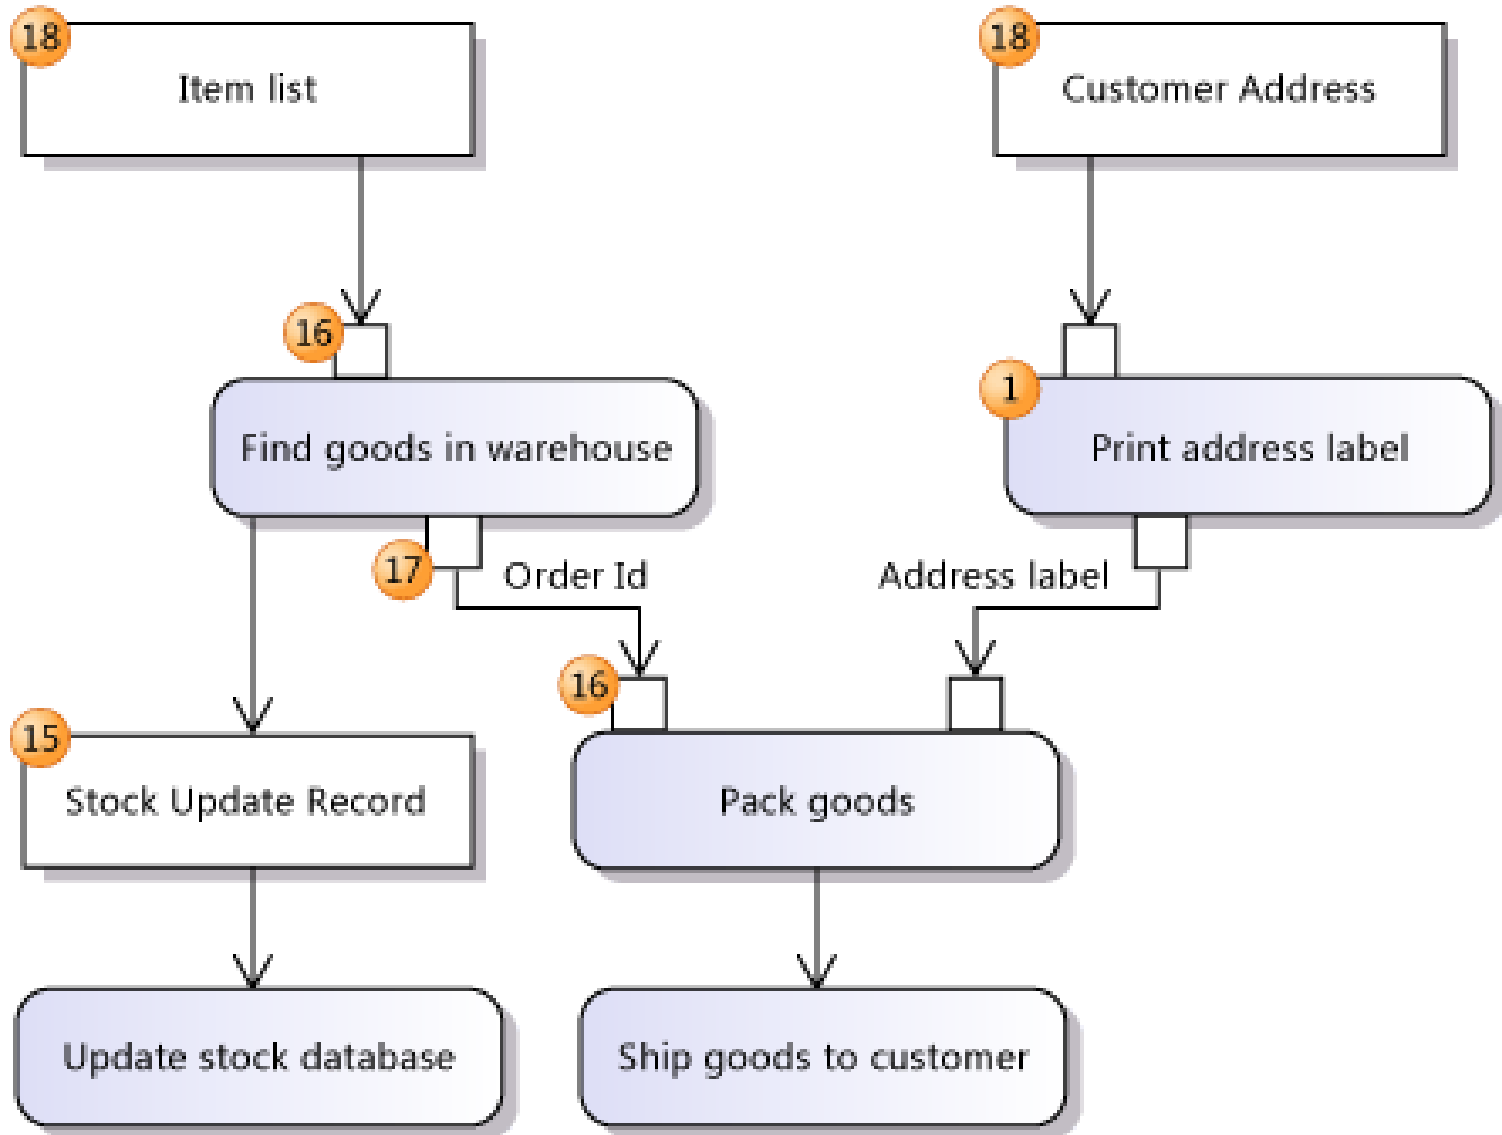 18
Item list
18
Customer Address
16
1
Find goods in warehouse
Print address label
17
Order Id
Address label
16
15
Stock Update Record
Pack goods
Update stock database
Ship goods to customer